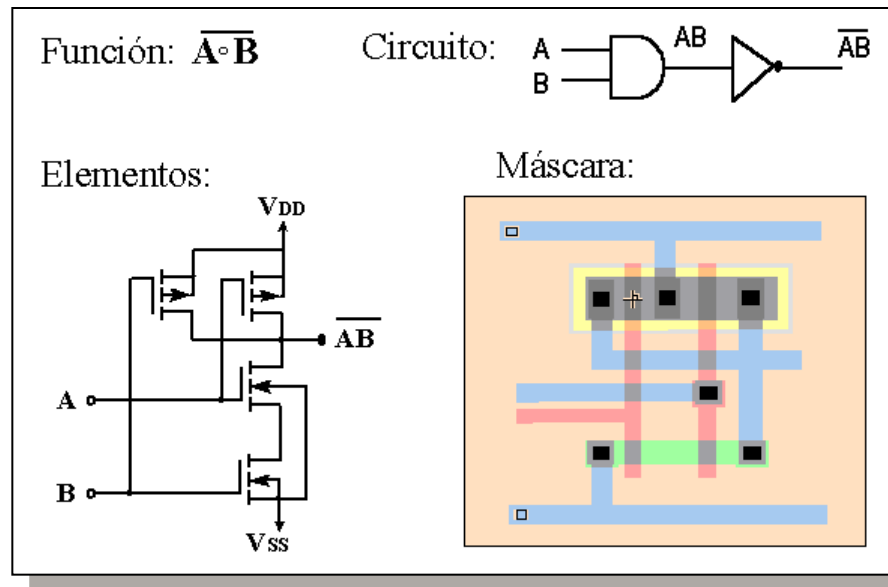 Función: A∘B
Circuito:
A
B
AB
AB
Elementos:
Máscara:
VDD
AB
A
B
VSS